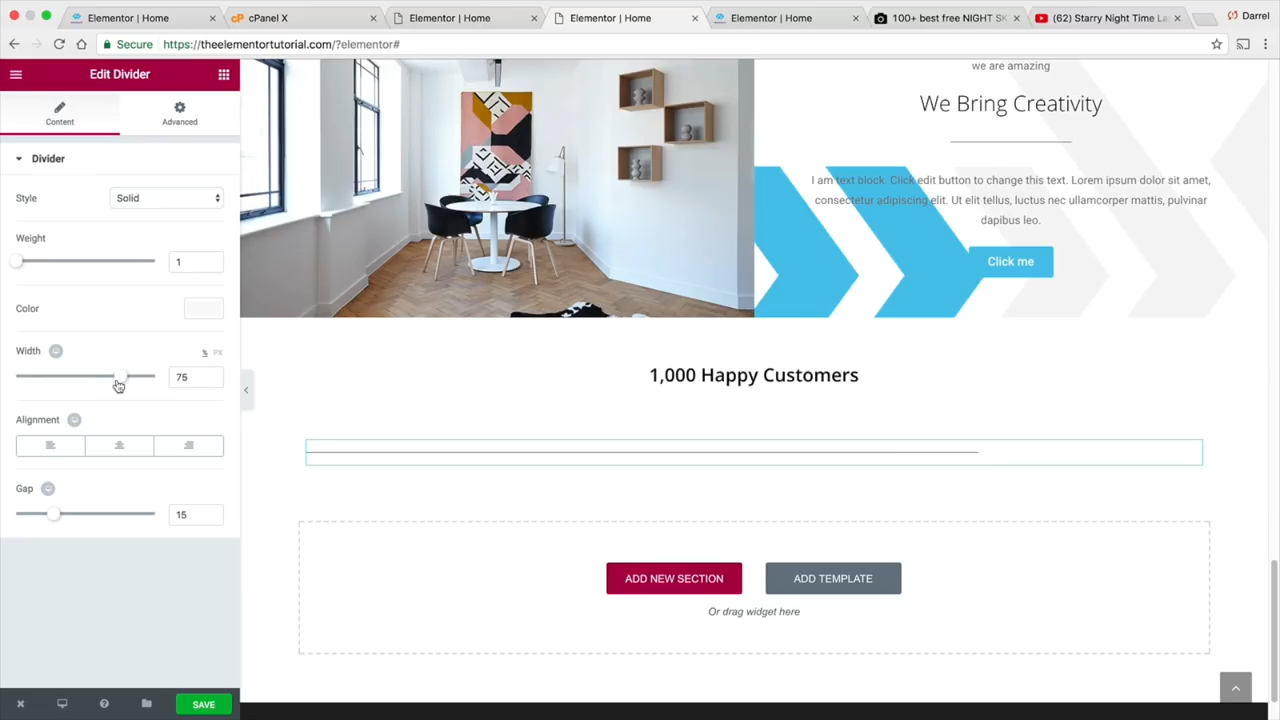 Elementor | Home
cPanel X
Elementor | Home
Elementor | Home
Elementor | Home
100+ best free NIGHT SK
(62) Starry Night Time La
Darrel
Secure
https://theelementortutorial.com/?elementor#
Edit Divider
Content
Advanced
Divider
Style
Solid
Weight
1
Color
Width
% PX
75
Alignment
Gap
15
SAVE
we are amazing
We Bring Creativity
I am text block. Click edit button to change this text. Lorem ipsum dolor sit amet,
consectetur adipiscing elit. Ut elit tellus, luctus nec ullamcorper mattis, pulvinar
dapibus leo.
Click me
1,000 Happy Customers
ADD NEW SECTION
ADD TEMPLATE
Or drag widget here